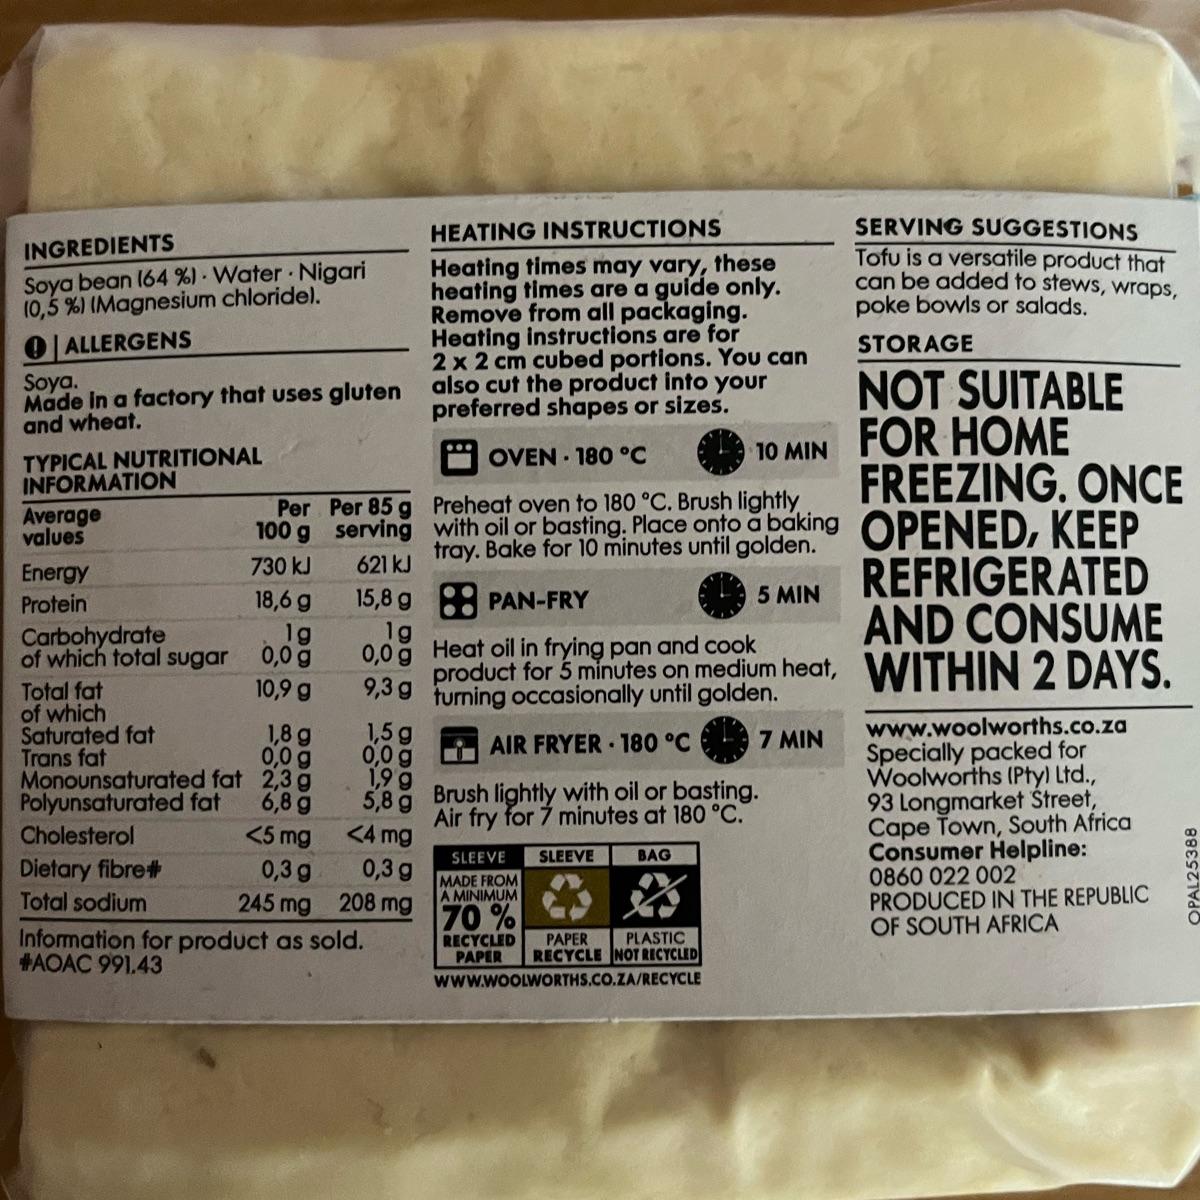 INGREDIENTS
Soya bean (64 %) · Water · Nigari
(0,5 %) (Magnesium chloride).
! | ALLERGENS
Soya.
Made in a factory that uses gluten
and wheat.
TYPICAL NUTRITIONAL
INFORMATION
Average values Per 100 g Per 85 g serving
Energy 730 kJ 621 kJ
Protein 18,6 g 15,8 g
Carbohydrate 1 g 1 g
of which total sugar 0,0 g 0,0 g
Total fat 10,9 g 9,3 g
of which
Saturated fat 1,8 g 1,5 g
Trans fat 0,0 g 0,0 g
Monounsaturated fat 2,3 g 1,9 g
Polyunsaturated fat 6,8 g 5,8 g
Cholesterol <5 mg <4 mg
Dietary fibre# 0,3 g 0,3 g
Total sodium 245 mg 208 mg
Information for product as sold.
#AOAC 991.43
HEATING INSTRUCTIONS
Heating times may vary, these
heating times are a guide only.
Remove from all packaging.
Heating instructions are for
2 x 2 cm cubed portions. You can
also cut the product into your
preferred shapes or sizes.
OVEN · 180 °C 10 MIN
Preheat oven to 180 °C. Brush lightly
with oil or basting. Place onto a baking
tray. Bake for 10 minutes until golden.
PAN-FRY 5 MIN
Heat oil in frying pan and cook
product for 5 minutes on medium heat,
turning occasionally until golden.
AIR FRYER · 180 °C 7 MIN
Brush lightly with oil or basting.
Air fry for 7 minutes at 180 °C.
SLEEVE
MADE FROM
A MINIMUM
70 %
RECYCLED
PAPER
SLEEVE
PAPER
RECYCLE
BAG
PLASTIC
NOT RECYCLED
WWW.WOOLWORTHS.CO.ZA/RECYCLE
SERVING SUGGESTIONS
Tofu is a versatile product that
can be added to stews, wraps,
poke bowls or salads.
STORAGE
NOT SUITABLE
FOR HOME
FREEZING. ONCE
OPENED, KEEP
REFRIGERATED
AND CONSUME
WITHIN 2 DAYS.
www.woolworths.co.za
Specially packed for
Woolworths (Pty) Ltd.,
93 Longmarket Street,
Cape Town, South Africa
Consumer Helpline:
0860 022 002
PRODUCED IN THE REPUBLIC
OF SOUTH AFRICA
OPAL25388